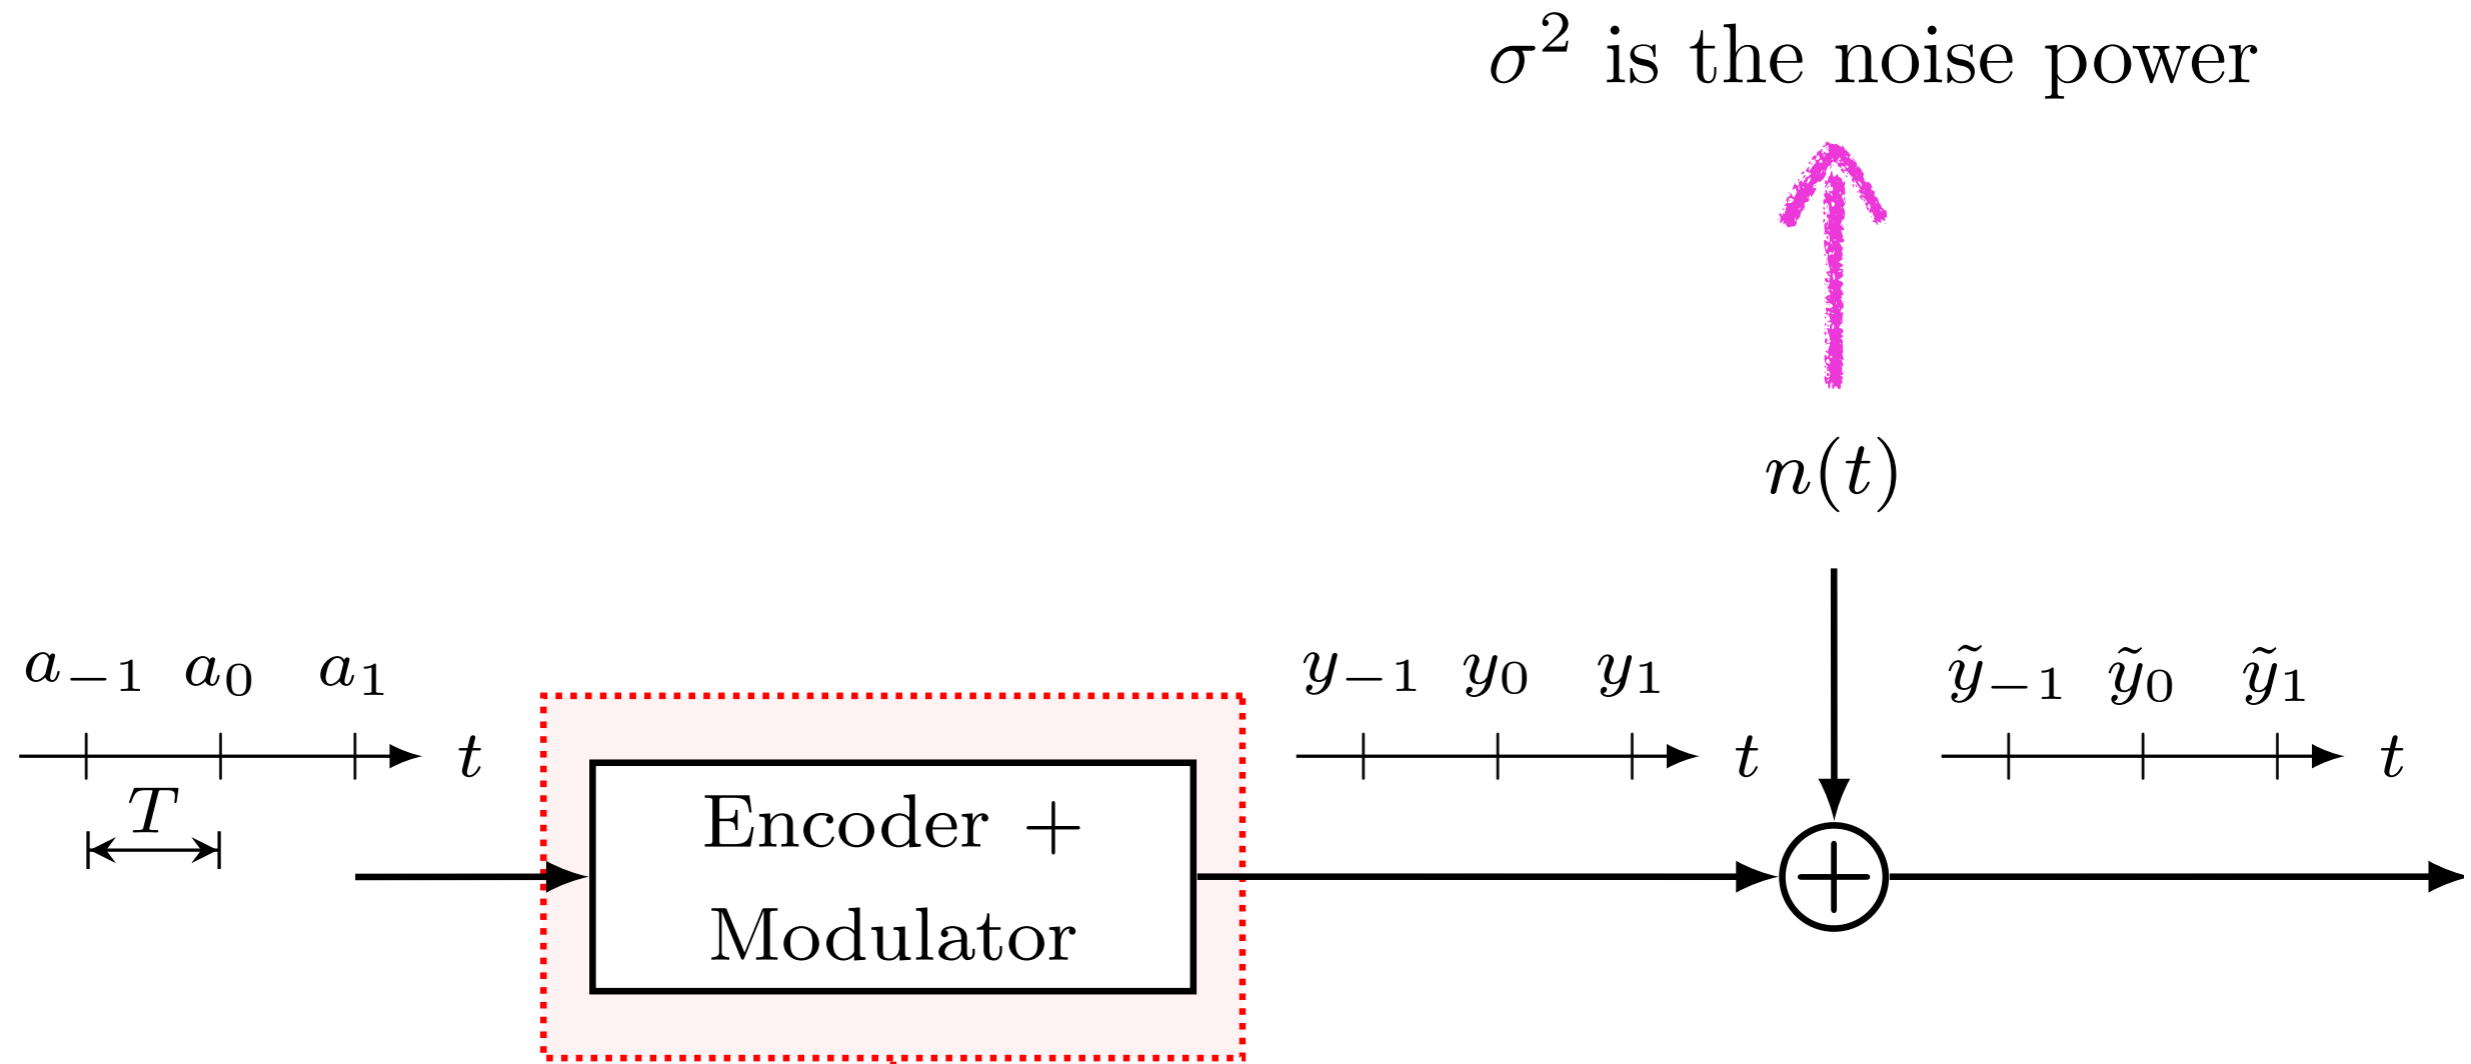 σ² is the noise power
n(t)
a₋₁ a₀ a₁
t
T
Encoder +
Modulator
y₋₁ y₀ y₁
t
+
ỹ₋₁ ỹ₀ ỹ₁
t